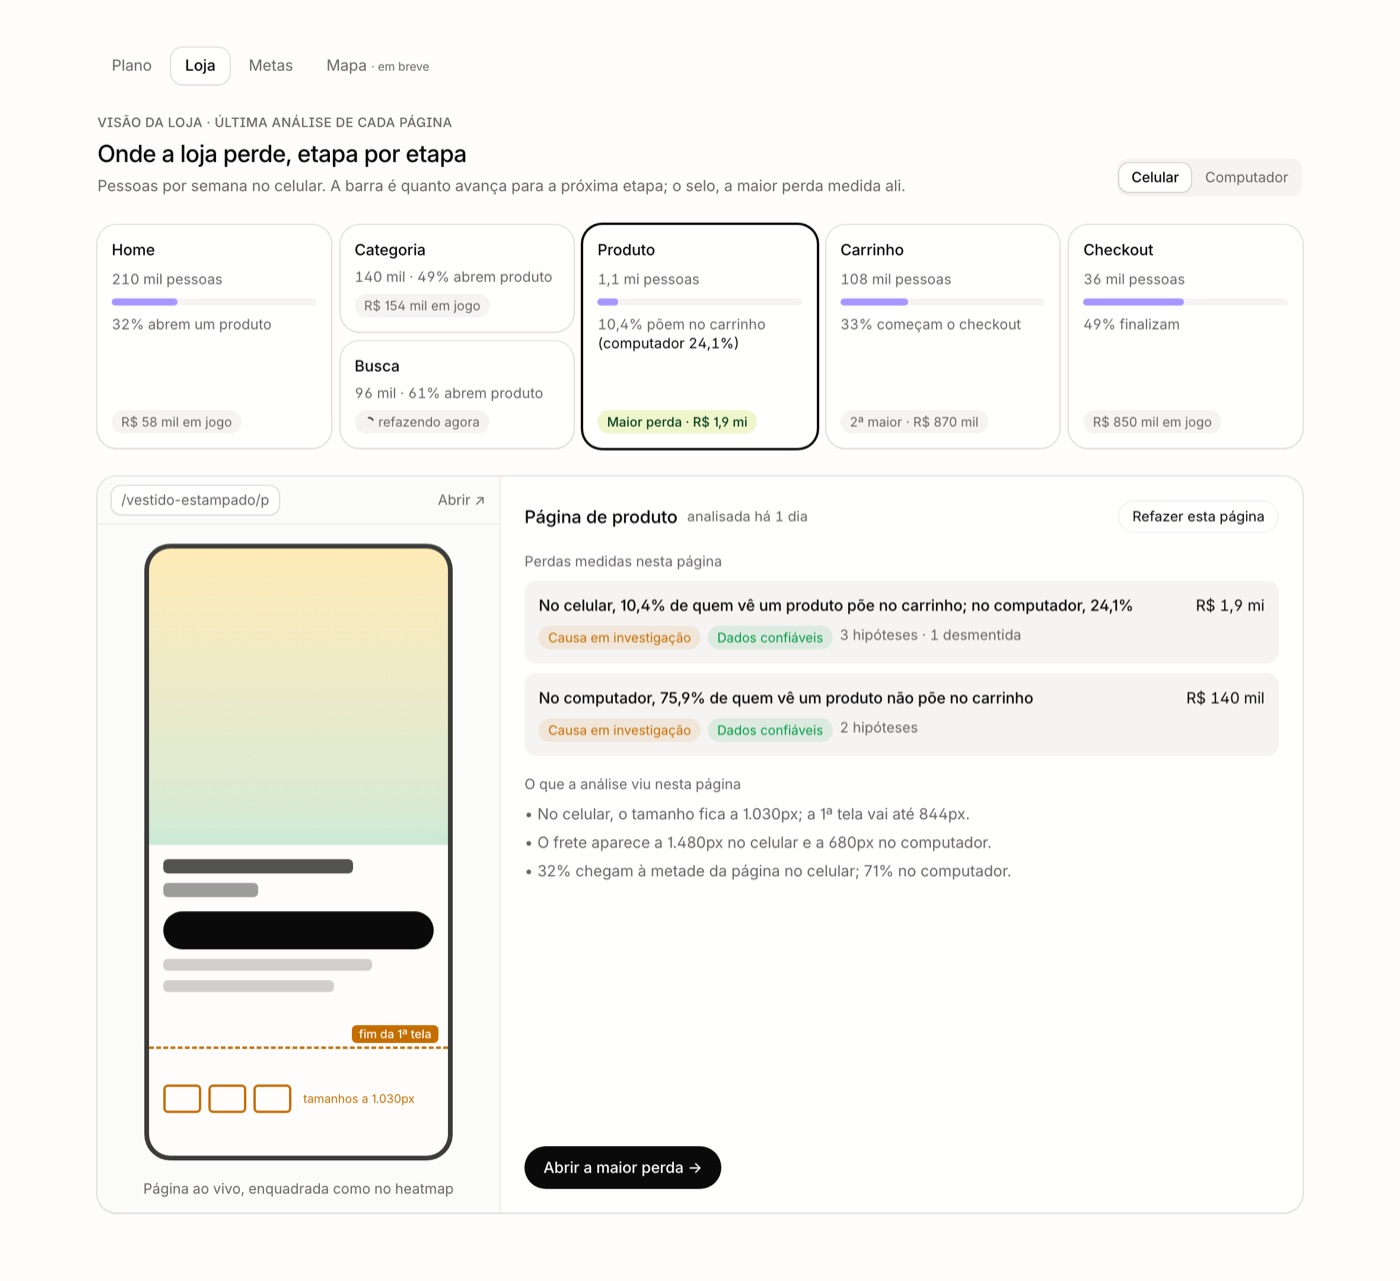 Plano
Loja
Metas
Mapa · em breve
VISÃO DA LOJA · ÚLTIMA ANÁLISE DE CADA PÁGINA
Onde a loja perde, etapa por etapa
Pessoas por semana no celular. A barra é quanto avança para a próxima etapa; o selo, a maior perda medida ali.
Celular
Computador
Home
210 mil pessoas
32% abrem um produto
R$ 58 mil em jogo
Categoria
140 mil · 49% abrem produto
R$ 154 mil em jogo
Busca
96 mil · 61% abrem produto
refazendo agora
Produto
1,1 mi pessoas
10,4% põem no carrinho
(computador 24,1%)
Maior perda · R$ 1,9 mi
Carrinho
108 mil pessoas
33% começam o checkout
2ª maior · R$ 870 mil
Checkout
36 mil pessoas
49% finalizam
R$ 850 mil em jogo
/vestido-estampado/p
Abrir ↗
fim da 1ª tela
tamanhos a 1.030px
Página ao vivo, enquadrada como no heatmap
Página de produto analisada há 1 dia
Refazer esta página
Perdas medidas nesta página
No celular, 10,4% de quem vê um produto põe no carrinho; no computador, 24,1%
R$ 1,9 mi
Causa em investigação
Dados confiáveis
3 hipóteses · 1 desmentida
No computador, 75,9% de quem vê um produto não põe no carrinho
R$ 140 mil
Causa em investigação
Dados confiáveis
2 hipóteses
O que a análise viu nesta página
• No celular, o tamanho fica a 1.030px; a 1ª tela vai até 844px.
• O frete aparece a 1.480px no celular e a 680px no computador.
• 32% chegam à metade da página no celular; 71% no computador.
Abrir a maior perda →